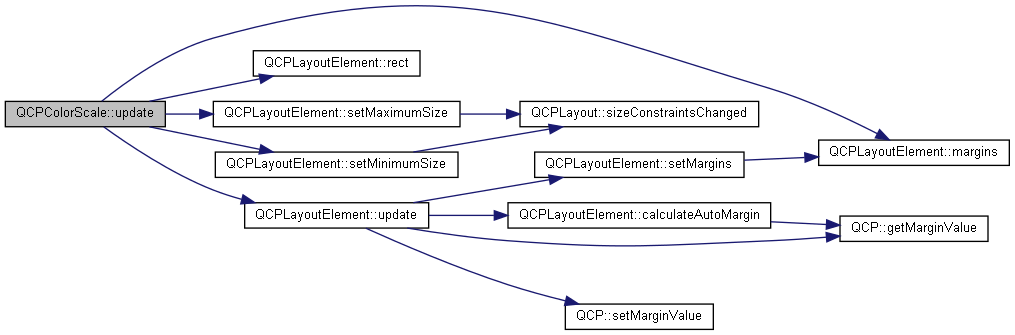 QCPColorScale::update
QCPLayoutElement::rect
QCPLayoutElement::setMaximumSize
QCPLayout::sizeConstraintsChanged
QCPLayoutElement::setMinimumSize
QCPLayoutElement::setMargins
QCPLayoutElement::margins
QCPLayoutElement::update
QCPLayoutElement::calculateAutoMargin
QCP::getMarginValue
QCP::setMarginValue